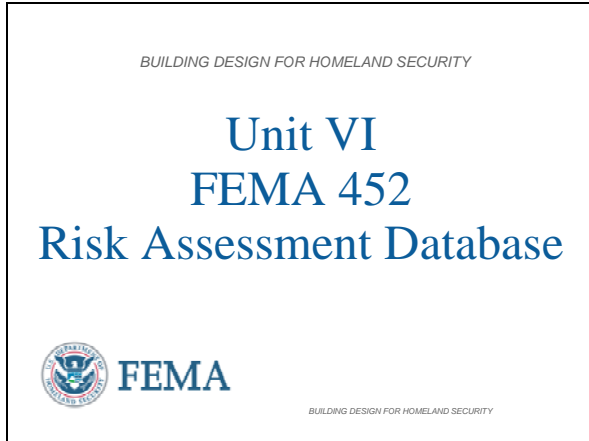 BUILDING DESIGN FOR HOMELAND SECURITY
Unit VI
FEMA 452
Risk Assessment Database
FEMA
BUILDING DESIGN FOR HOMELAND SECURITY